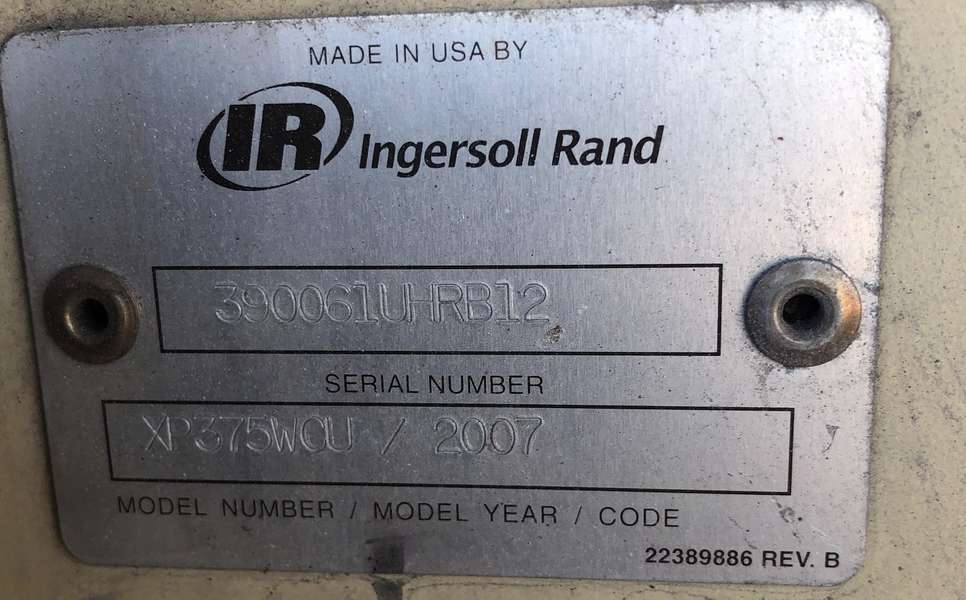 MADE IN USA BY
IR Ingersoll Rand
390061UHRB12
SERIAL NUMBER
XP375WCU / 2007
MODEL NUMBER / MODEL YEAR / CODE
22389886 REV. B